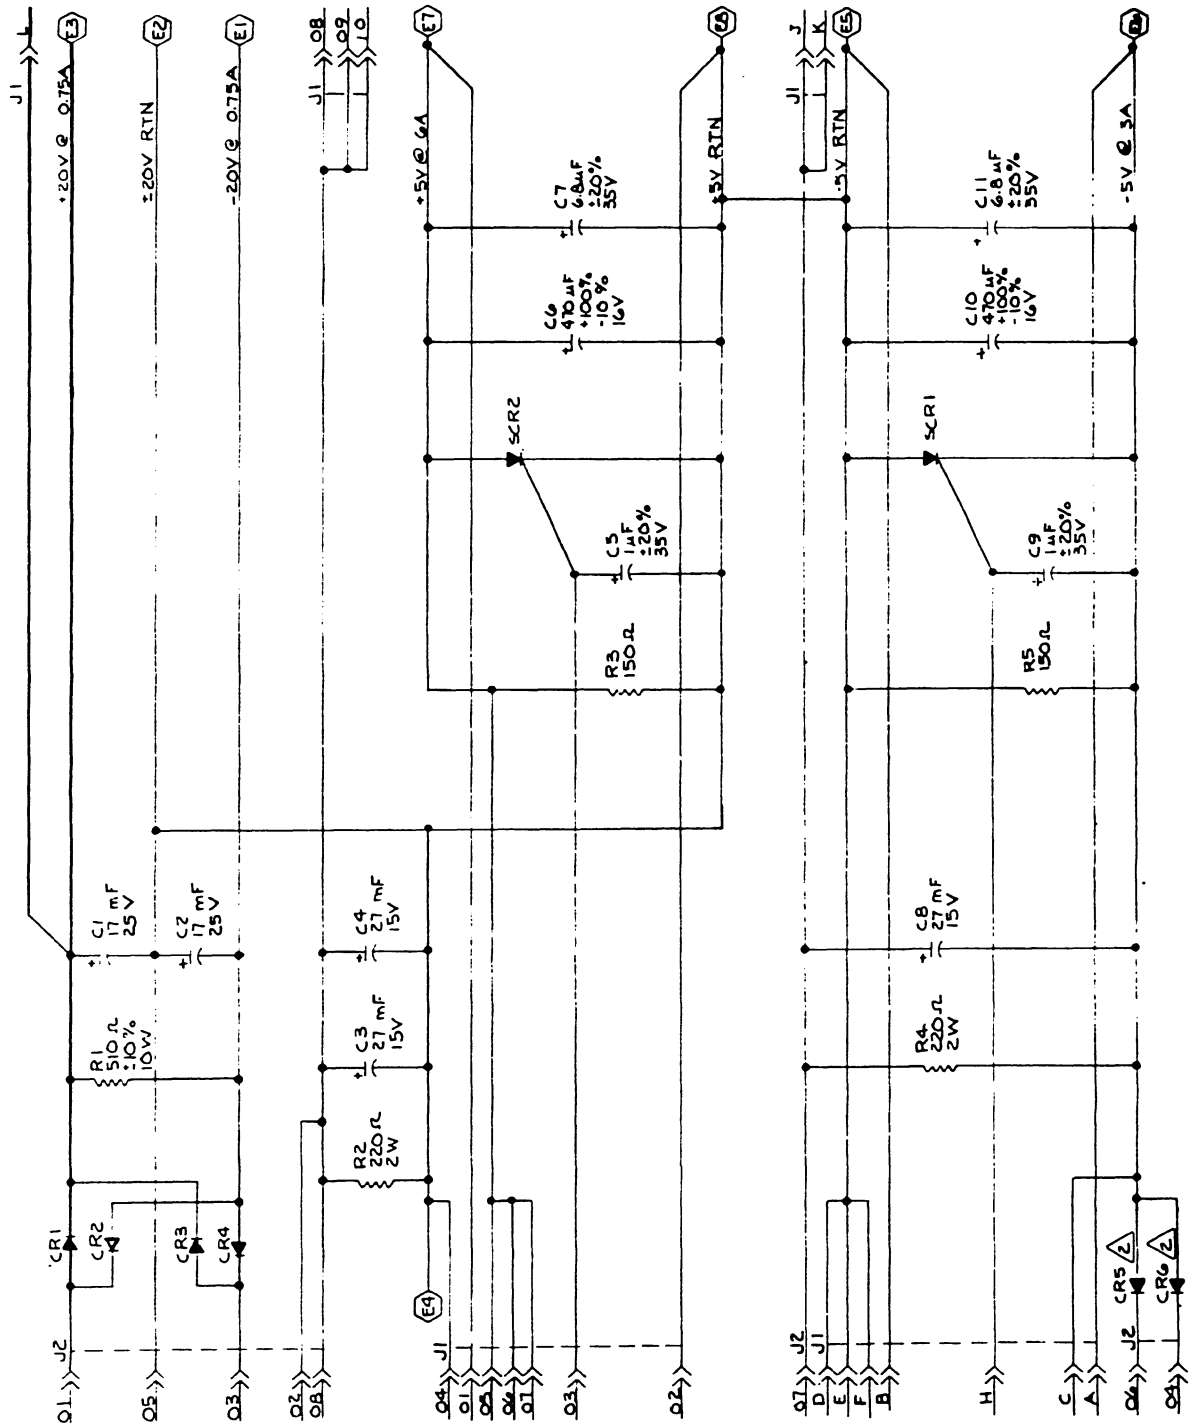 J1 L
E3
+20V @ 0.75A
E2
±20V RTN
E1
-20V @ 0.75A
J1
08
09
10
E7
+5V @ 6A
E8
+5V RTN
J1
J
K
E5
-5V RTN
-5V @ 3A
C7
6.8µF
±20%
35V
C11
6.8µF
±20%
35V
C6
470µF
+100%
-10%
16V
C10
470µF
+100%
-10%
16V
SCR2
SCR1
C5
1µF
±20%
35V
C9
1µF
±20%
35V
R3
150Ω
R5
150Ω
C1
17 mF
25V
C2
17 mF
25V
C4
27 mF
15V
C8
27 mF
15V
R1
510Ω
±10%
10W
C3
27 mF
15V
R4
220Ω
2W
R2
220Ω
2W
CR1
CR2
CR3
CR4
E4
CR5 2
CR6 2
J2
J1
J2
J1
J2
01
05
03
02
08
04
01
05
06
07
03
02
07
D
E
F
B
H
C
A
06
04